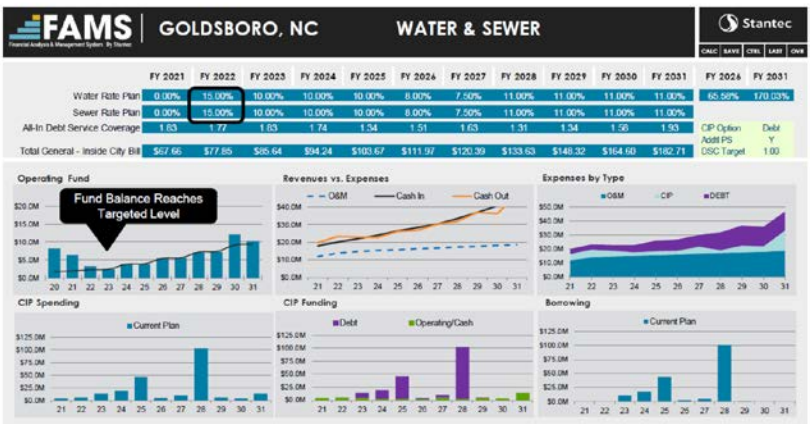 FAMS
Financial Analysis & Management System By Stantec
GOLDSBORO, NC
WATER & SEWER
Stantec
CALC SAVE CTRL LAST OVR
FY 2021 FY 2022 FY 2023 FY 2024 FY 2025 FY 2026 FY 2027 FY 2028 FY 2029 FY 2030 FY 2031 FY 2026 FY 2031
Water Rate Plan 0.00% 15.00% 10.00% 10.00% 10.00% 8.00% 7.50% 11.00% 11.00% 11.00% 11.00% 65.58% 170.03%
Sewer Rate Plan 0.00% 15.00% 10.00% 10.00% 10.00% 8.00% 7.50% 11.00% 11.00% 11.00% 11.00%
All-In Debt Service Coverage 1.63 1.77 1.83 1.74 1.34 1.51 1.63 1.31 1.34 1.58 1.93 CIP Option Debt
Addtl PS Y
Total General - Inside City Bill $67.66 $77.85 $85.64 $94.24 $103.67 $111.97 $120.39 $133.63 $148.32 $164.60 $182.71 DSC Target 1.00
Operating Fund
Fund Balance Reaches
Targeted Level
$20.0M
$15.0M
$10.0M
$5.0M
$0.0M
20 21 22 23 24 25 26 27 28 29 30 31
Revenues vs. Expenses
O&M Cash In Cash Out
$40.0M
$30.0M
$20.0M
$10.0M
$0.0M
21 22 23 24 25 26 27 28 29 30 31
Expenses by Type
O&M CIP DEBT
$50.0M
$40.0M
$30.0M
$20.0M
$10.0M
$0.0M
21 22 23 24 25 26 27 28 29 30 31
CIP Spending
Current Plan
$125.0M
$100.0M
$75.0M
$50.0M
$25.0M
$0.0M
21 22 23 24 25 26 27 28 29 30 31
CIP Funding
Debt Operating/Cash
$125.0M
$100.0M
$75.0M
$50.0M
$25.0M
$0.0M
21 22 23 24 25 26 27 28 29 30 31
Borrowing
Current Plan
$125.0M
$100.0M
$75.0M
$50.0M
$25.0M
$0.0M
21 22 23 24 25 26 27 28 29 30 31